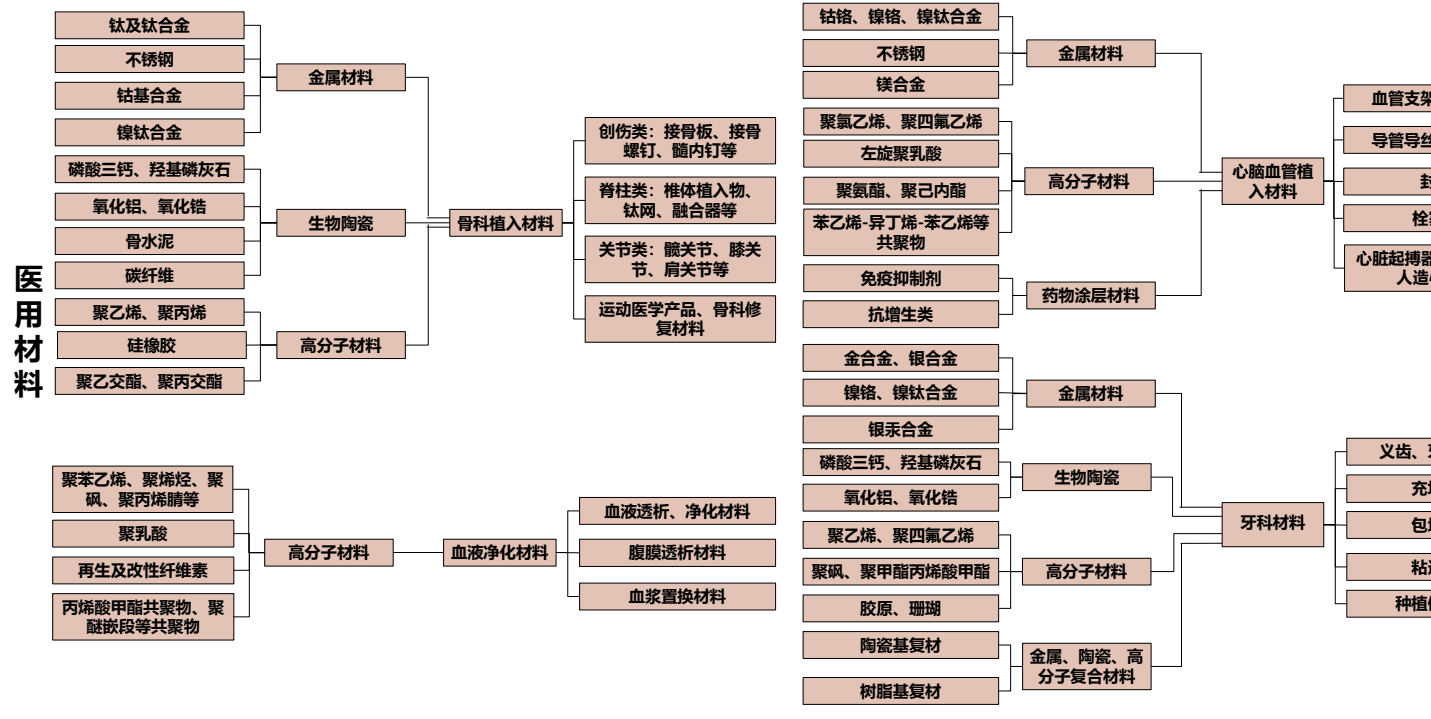 医
用
材
料
钛及钛合金
不锈钢
钴基合金
镍钛合金
金属材料
磷酸三钙、羟基磷灰石
氧化铝、氧化锆
骨水泥
碳纤维
生物陶瓷
聚乙烯、聚丙烯
硅橡胶
聚乙交酯、聚丙交酯
高分子材料
骨科植入材料
创伤类：接骨板、接骨
螺钉、髓内钉等
脊柱类：椎体植入物、
钛网、融合器等
关节类：髋关节、膝关
节、肩关节等
运动医学产品、骨科修
复材料
聚苯乙烯、聚烯烃、聚
砜、聚丙烯腈等
聚乳酸
再生及改性纤维素
丙烯酸甲酯共聚物、聚
醚嵌段等共聚物
高分子材料
血液净化材料
血液透析、净化材料
腹膜透析材料
血浆置换材料
钴铬、镍铬、镍钛合金
不锈钢
镁合金
金属材料
聚氯乙烯、聚四氟乙烯
左旋聚乳酸
聚氨酯、聚己内酯
苯乙烯-异丁烯-苯乙烯等
共聚物
高分子材料
免疫抑制剂
抗增生类
药物涂层材料
心脑血管植
入材料
血管支架
导管导丝
栓
心脏起搏器
人造
金合金、银合金
镍铬、镍钛合金
银汞合金
金属材料
磷酸三钙、羟基磷灰石
氧化铝、氧化锆
生物陶瓷
聚乙烯、聚四氟乙烯
聚砜、聚甲酯丙烯酸甲酯
胶原、珊瑚
高分子材料
陶瓷基复材
树脂基复材
金属、陶瓷、高
分子复合材料
牙科材料
义齿、
充
包
粘
种植